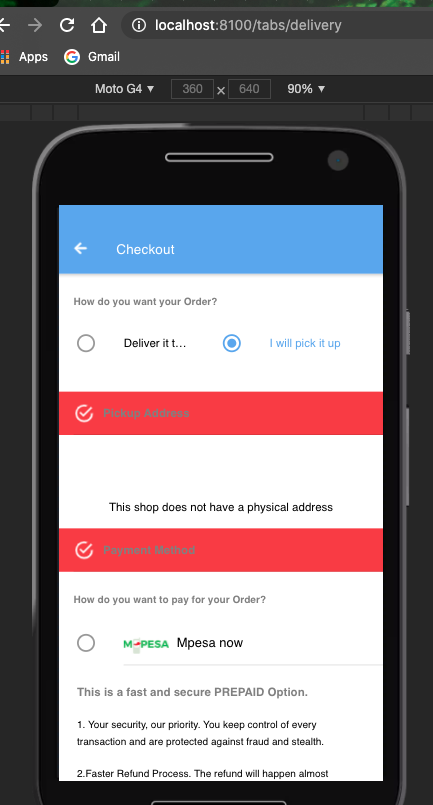 localhost:8100/tabs/delivery
Apps Gmail
Moto G4 ▼ 360 × 640 90% ▼
Checkout
How do you want your Order?
Deliver it t... I will pick it up
Pickup Address
This shop does not have a physical address
Payment Method
How do you want to pay for your Order?
M-PESA Mpesa now
This is a fast and secure PREPAID Option.
1. Your security, our priority. You keep control of every
transaction and are protected against fraud and stealth.
2.Faster Refund Process. The refund will happen almost